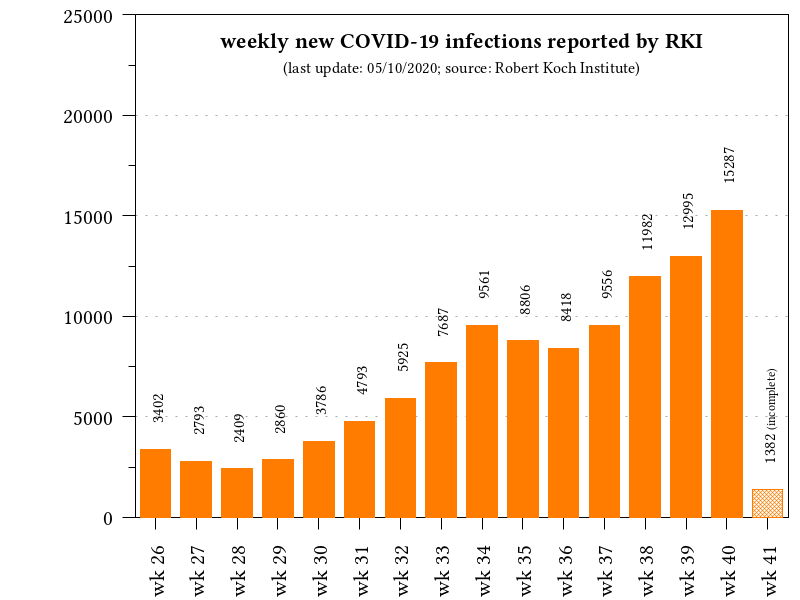 weekly new COVID-19 infections reported by RKI
(last update: 05/10/2020; source: Robert Koch Institute)
25000
20000
15000
10000
5000
0
3402
2793
2409
2860
3786
4793
5925
7687
9561
8806
8418
9556
11982
12995
15287
1382 (incomplete)
wk 26
wk 27
wk 28
wk 29
wk 30
wk 31
wk 32
wk 33
wk 34
wk 35
wk 36
wk 37
wk 38
wk 39
wk 40
wk 41